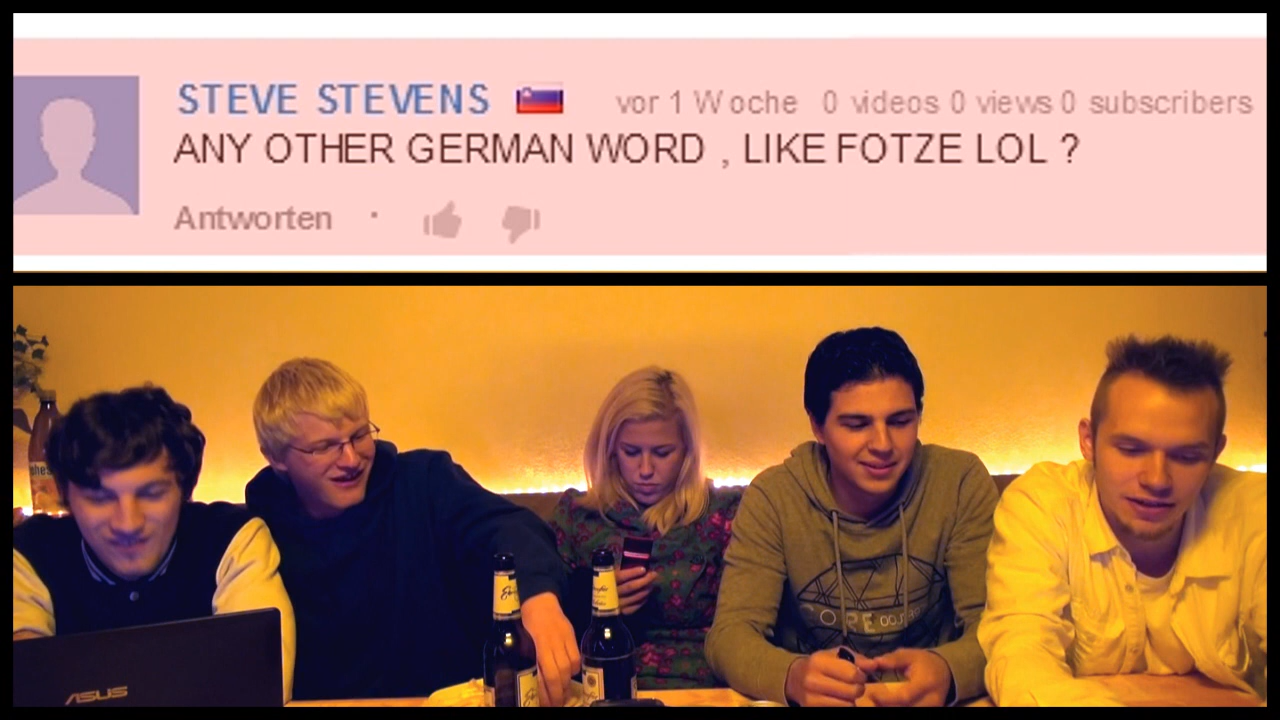 STEVE STEVENS vor 1 Woche 0 videos 0 views 0 subscribers
ANY OTHER GERMAN WORD , LIKE FOTZE LOL ?
Antworten ·
CORE
ASUS